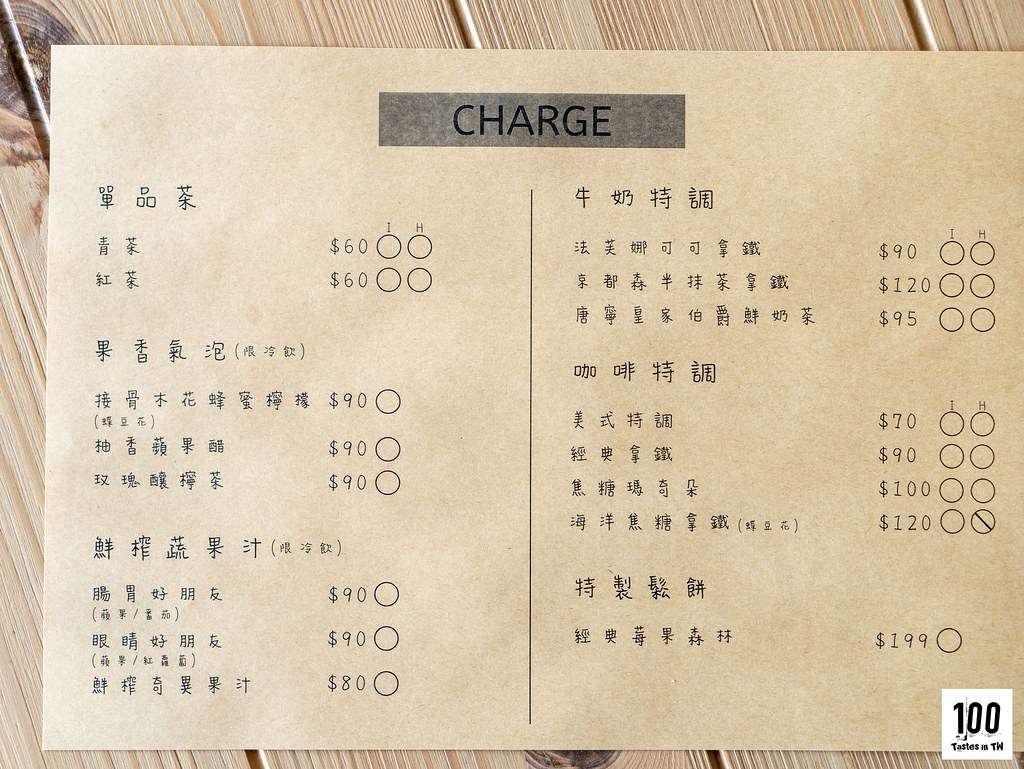 CHARGE
單品茶
I H
青茶 $60
紅茶 $60
果香氣泡(限冷飲)
接骨木花蜂蜜檸檬 $90
(蝶豆花)
柚香蘋果醋 $90
玫瑰釀檸茶 $90
鮮榨蔬果汁(限冷飲)
腸胃好朋友 $90
(蘋果/番茄)
眼睛好朋友 $90
(蘋果/紅蘿蔔)
鮮榨奇異果汁 $80
牛奶特調
I H
法芙娜可可拿鐵 $90
京都森半抹茶拿鐵 $120
唐寧皇家伯爵鮮奶茶 $95
咖啡特調
I H
美式特調 $70
經典拿鐵 $90
焦糖瑪奇朵 $100
海洋焦糖拿鐵(蝶豆花) $120
特製鬆餅
經典莓果森林 $199
100
Tastes in TW